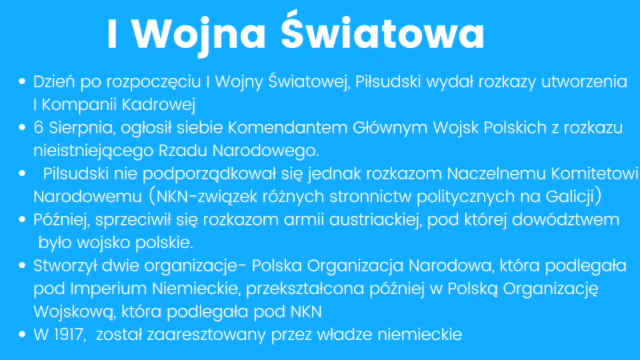 I Wojna Światowa
• Dzień po rozpoczęciu I Wojny Światowej, Piłsudski wydał rozkazy utworzenia
I Kompanii Kadrowej
• 6 Sierpnia, ogłosił siebie Komendantem Głównym Wojsk Polskich z rozkazu
nieistniejącego Rzadu Narodowego.
• Pilsudski nie podporządkował się jednak rozkazom Naczelnemu Komitetowi
Narodowemu (NKN-związek różnych stronnictw politycznych na Galicji)
• Później, sprzeciwił się rozkazom armii austriackiej, pod której dowództwem
było wojsko polskie.
• Stworzył dwie organizacje- Polska Organizacja Narodowa, która podlegała
pod Imperium Niemieckie, przekształcona później w Polską Organizację
Wojskową, która podlegała pod NKN
• W 1917, został zaaresztowany przez władze niemieckie